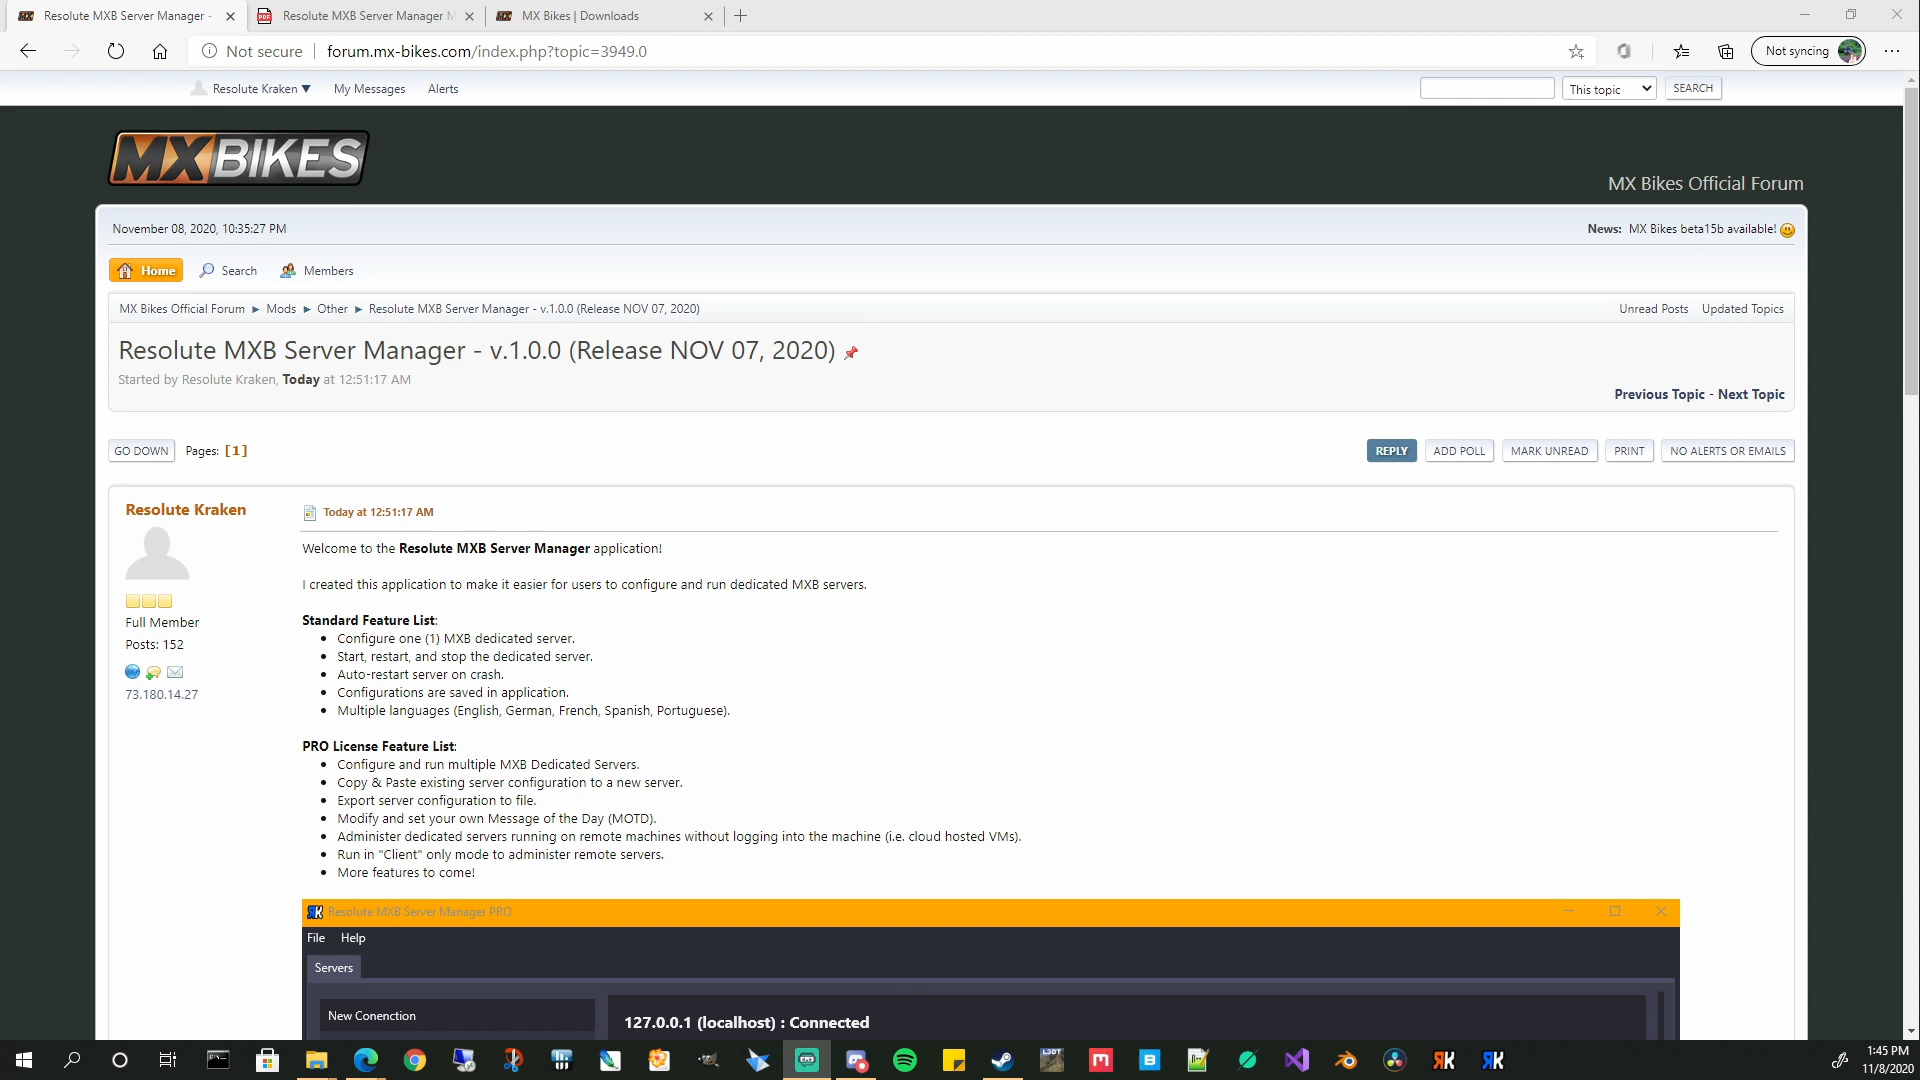 Resolute MXB Server Manager -
Resolute MXB Server Manager M
MX Bikes | Downloads
Not secure
forum.mx-bikes.com/index.php?topic=3949.0
Not syncing
Resolute Kraken ▼
My Messages
Alerts
This topic
SEARCH
MXBIKES
MX Bikes Official Forum
November 08, 2020, 10:35:27 PM
News: MX Bikes beta15b available!
Home
Search
Members
MX Bikes Official Forum ► Mods ► Other ► Resolute MXB Server Manager - v.1.0.0 (Release NOV 07, 2020)
Unread Posts
Updated Topics
Resolute MXB Server Manager - v.1.0.0 (Release NOV 07, 2020)
Started by Resolute Kraken, Today at 12:51:17 AM
Previous Topic - Next Topic
GO DOWN
Pages: [1]
REPLY
ADD POLL
MARK UNREAD
PRINT
NO ALERTS OR EMAILS
Resolute Kraken
Full Member
Posts: 152
73.180.14.27
Today at 12:51:17 AM
Welcome to the Resolute MXB Server Manager application!
I created this application to make it easier for users to configure and run dedicated MXB servers.
Standard Feature List:
• Configure one (1) MXB dedicated server.
• Start, restart, and stop the dedicated server.
• Auto-restart server on crash.
• Configurations are saved in application.
• Multiple languages (English, German, French, Spanish, Portuguese).
PRO License Feature List:
• Configure and run multiple MXB Dedicated Servers.
• Copy & Paste existing server configuration to a new server.
• Export server configuration to file.
• Modify and set your own Message of the Day (MOTD).
• Administer dedicated servers running on remote machines without logging into the machine (i.e. cloud hosted VMs).
• Run in "Client" only mode to administer remote servers.
• More features to come!
RK
Resolute MXB Server Manager PRO
File
Help
Servers
New Conenction
127.0.0.1 (localhost) : Connected
L3DT
1:45 PM
11/8/2020